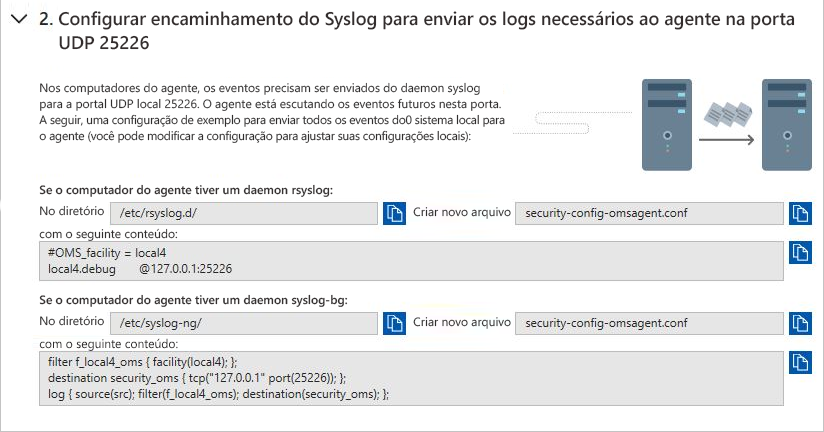 2. Configurar encaminhamento do Syslog para enviar os logs necessários ao agente na porta
UDP 25226
Nos computadores do agente, os eventos precisam ser enviados do daemon syslog
para a portal UDP local 25226. O agente está escutando os eventos futuros nesta porta.
A seguir, uma configuração de exemplo para enviar todos os eventos do0 sistema local para
o agente (você pode modificar a configuração para ajustar suas configurações locais):
Se o computador do agente tiver um daemon rsyslog:
No diretório /etc/rsyslog.d/ Criar novo arquivo security-config-omsagent.conf
com o seguinte conteúdo:
#OMS_facility = local4
local4.debug @127.0.0.1:25226
Se o computador do agente tiver um daemon syslog-bg:
No diretório /etc/syslog-ng/ Criar novo arquivo security-config-omsagent.conf
com o seguinte conteúdo:
filter f_local4_oms { facility(local4); };
destination security_oms { tcp("127.0.0.1" port(25226)); };
log { source(src); filter(f_local4_oms); destination(security_oms); };